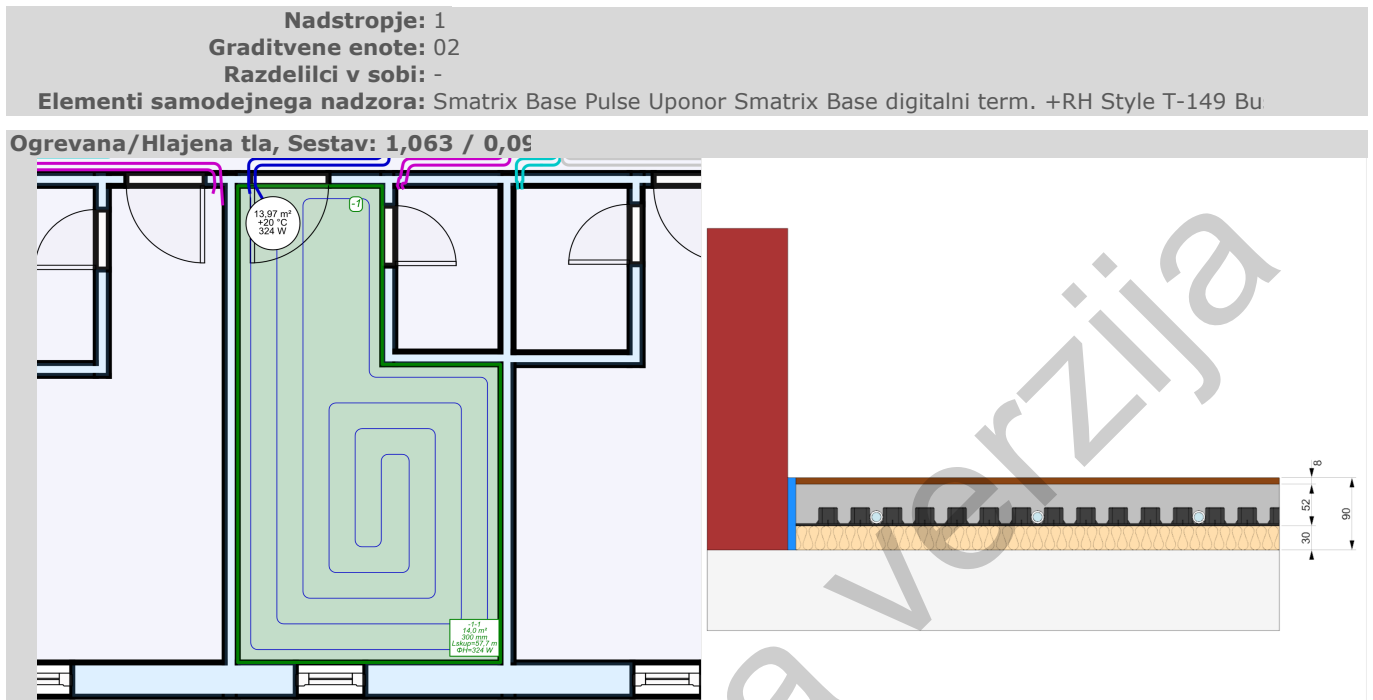 Nadstropje: 1
Graditvene enote: 02
Razdelilci v sobi: -
Elementi samodejnega nadzora: Smatrix Base Pulse Uponor Smatrix Base digitalni term. +RH Style T-149 Bu
Ogrevana/Hlajena tla, Sestav: 1,063 / 0,09
-1
13,97 m²
+20 °C
324 W
-1-1
14,0 m²
300 mm
Lskup=57,7 m
ΦH=324 W
8
52
90
30
a verzija